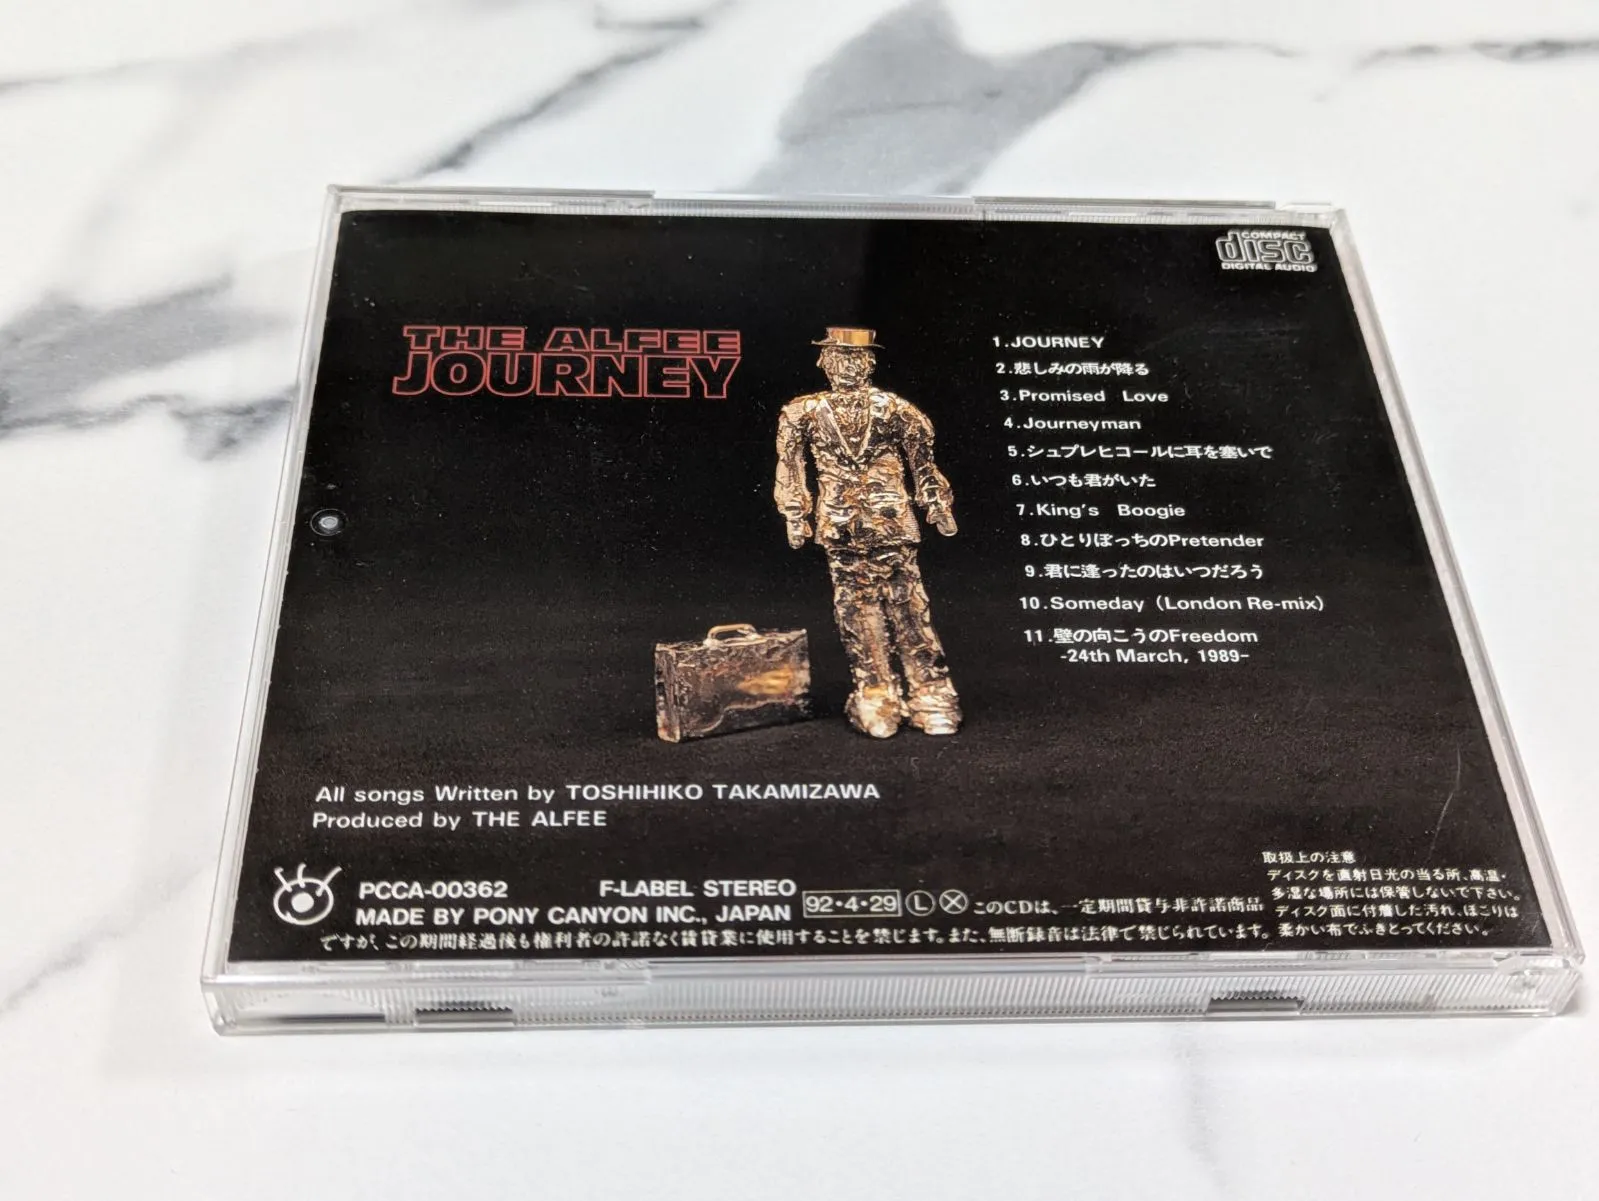 COMPACT
disc
DIGITAL AUDIO
THE ALFEE
JOURNEY
1.JOURNEY
2.悲しみの雨が降る
3.Promised Love
4.Journeyman
5.シュプレヒコールに耳を塞いで
6.いつも君がいた
7.King's Boogie
8.ひとりぼっちのPretender
9.君に逢ったのはいつだろう
10.Someday (London Re-mix)
11.壁の向こうのFreedom
-24th March, 1989-
All songs Written by TOSHIHIKO TAKAMIZAWA
Produced by THE ALFEE
PCCA-00362 F-LABEL STEREO
MADE BY PONY CANYON INC., JAPAN 92・4・29 L X このCDは、一定期間貸与非許諾商品
ですが、この期間経過後も権利者の許諾なく賃貸業に使用することを禁じます。また、無断録音は法律で禁じられています。
取扱上の注意
ディスクを直射日光の当る所、高温・
多湿な場所には保管しないで下さい。
ディスク面に付着した汚れ、ほこりは
柔かい布でふきとってください。